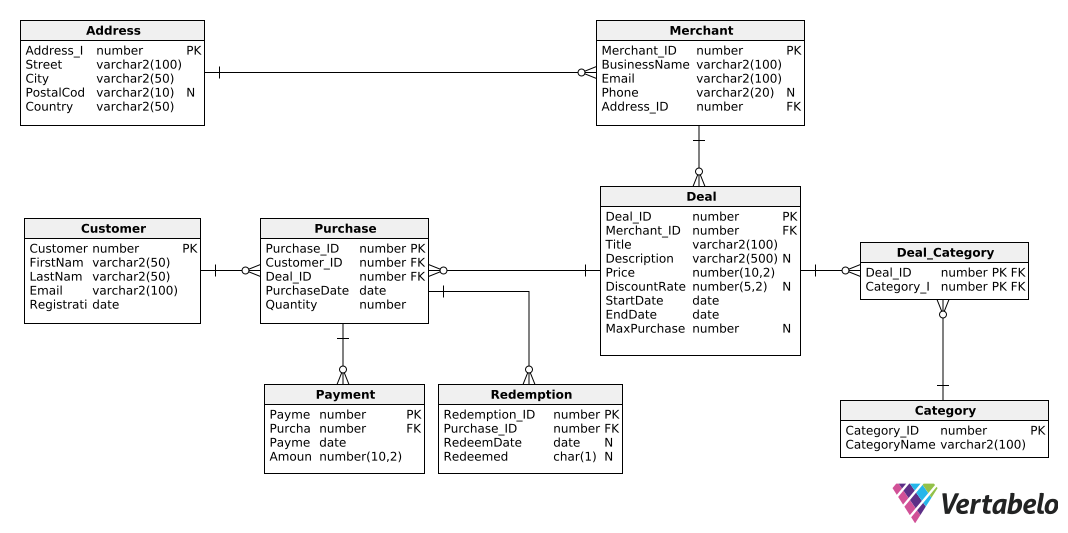 Address
Address_I number PK
Street varchar2(100)
City varchar2(50)
PostalCod varchar2(10) N
Country varchar2(50)
Merchant
Merchant_ID number PK
BusinessName varchar2(100)
Email varchar2(100)
Phone varchar2(20) N
Address_ID number FK
Customer
Customer number PK
FirstNam varchar2(50)
LastNam varchar2(50)
Email varchar2(100)
Registrati date
Purchase
Purchase_ID number PK
Customer_ID number FK
Deal_ID number FK
PurchaseDate date
Quantity number
Deal
Deal_ID number PK
Merchant_ID number FK
Title varchar2(100)
Description varchar2(500) N
Price number(10,2)
DiscountRate number(5,2) N
StartDate date
EndDate date
MaxPurchase number N
Deal_Category
Deal_ID number PK FK
Category_I number PK FK
Payment
Payme number PK
Purcha number FK
Payme date
Amoun number(10,2)
Redemption
Redemption_ID number PK
Purchase_ID number FK
RedeemDate date N
Redeemed char(1) N
Category
Category_ID number PK
CategoryName varchar2(100)
Vertabelo